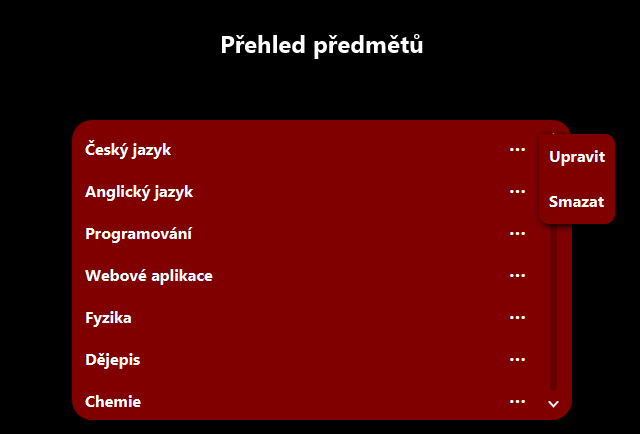 Přehled předmětů
Český jazyk ...
Upravit
Anglický jazyk ...
Smazat
Programování ...
Webové aplikace ...
Fyzika ...
Dějepis ...
Chemie ...